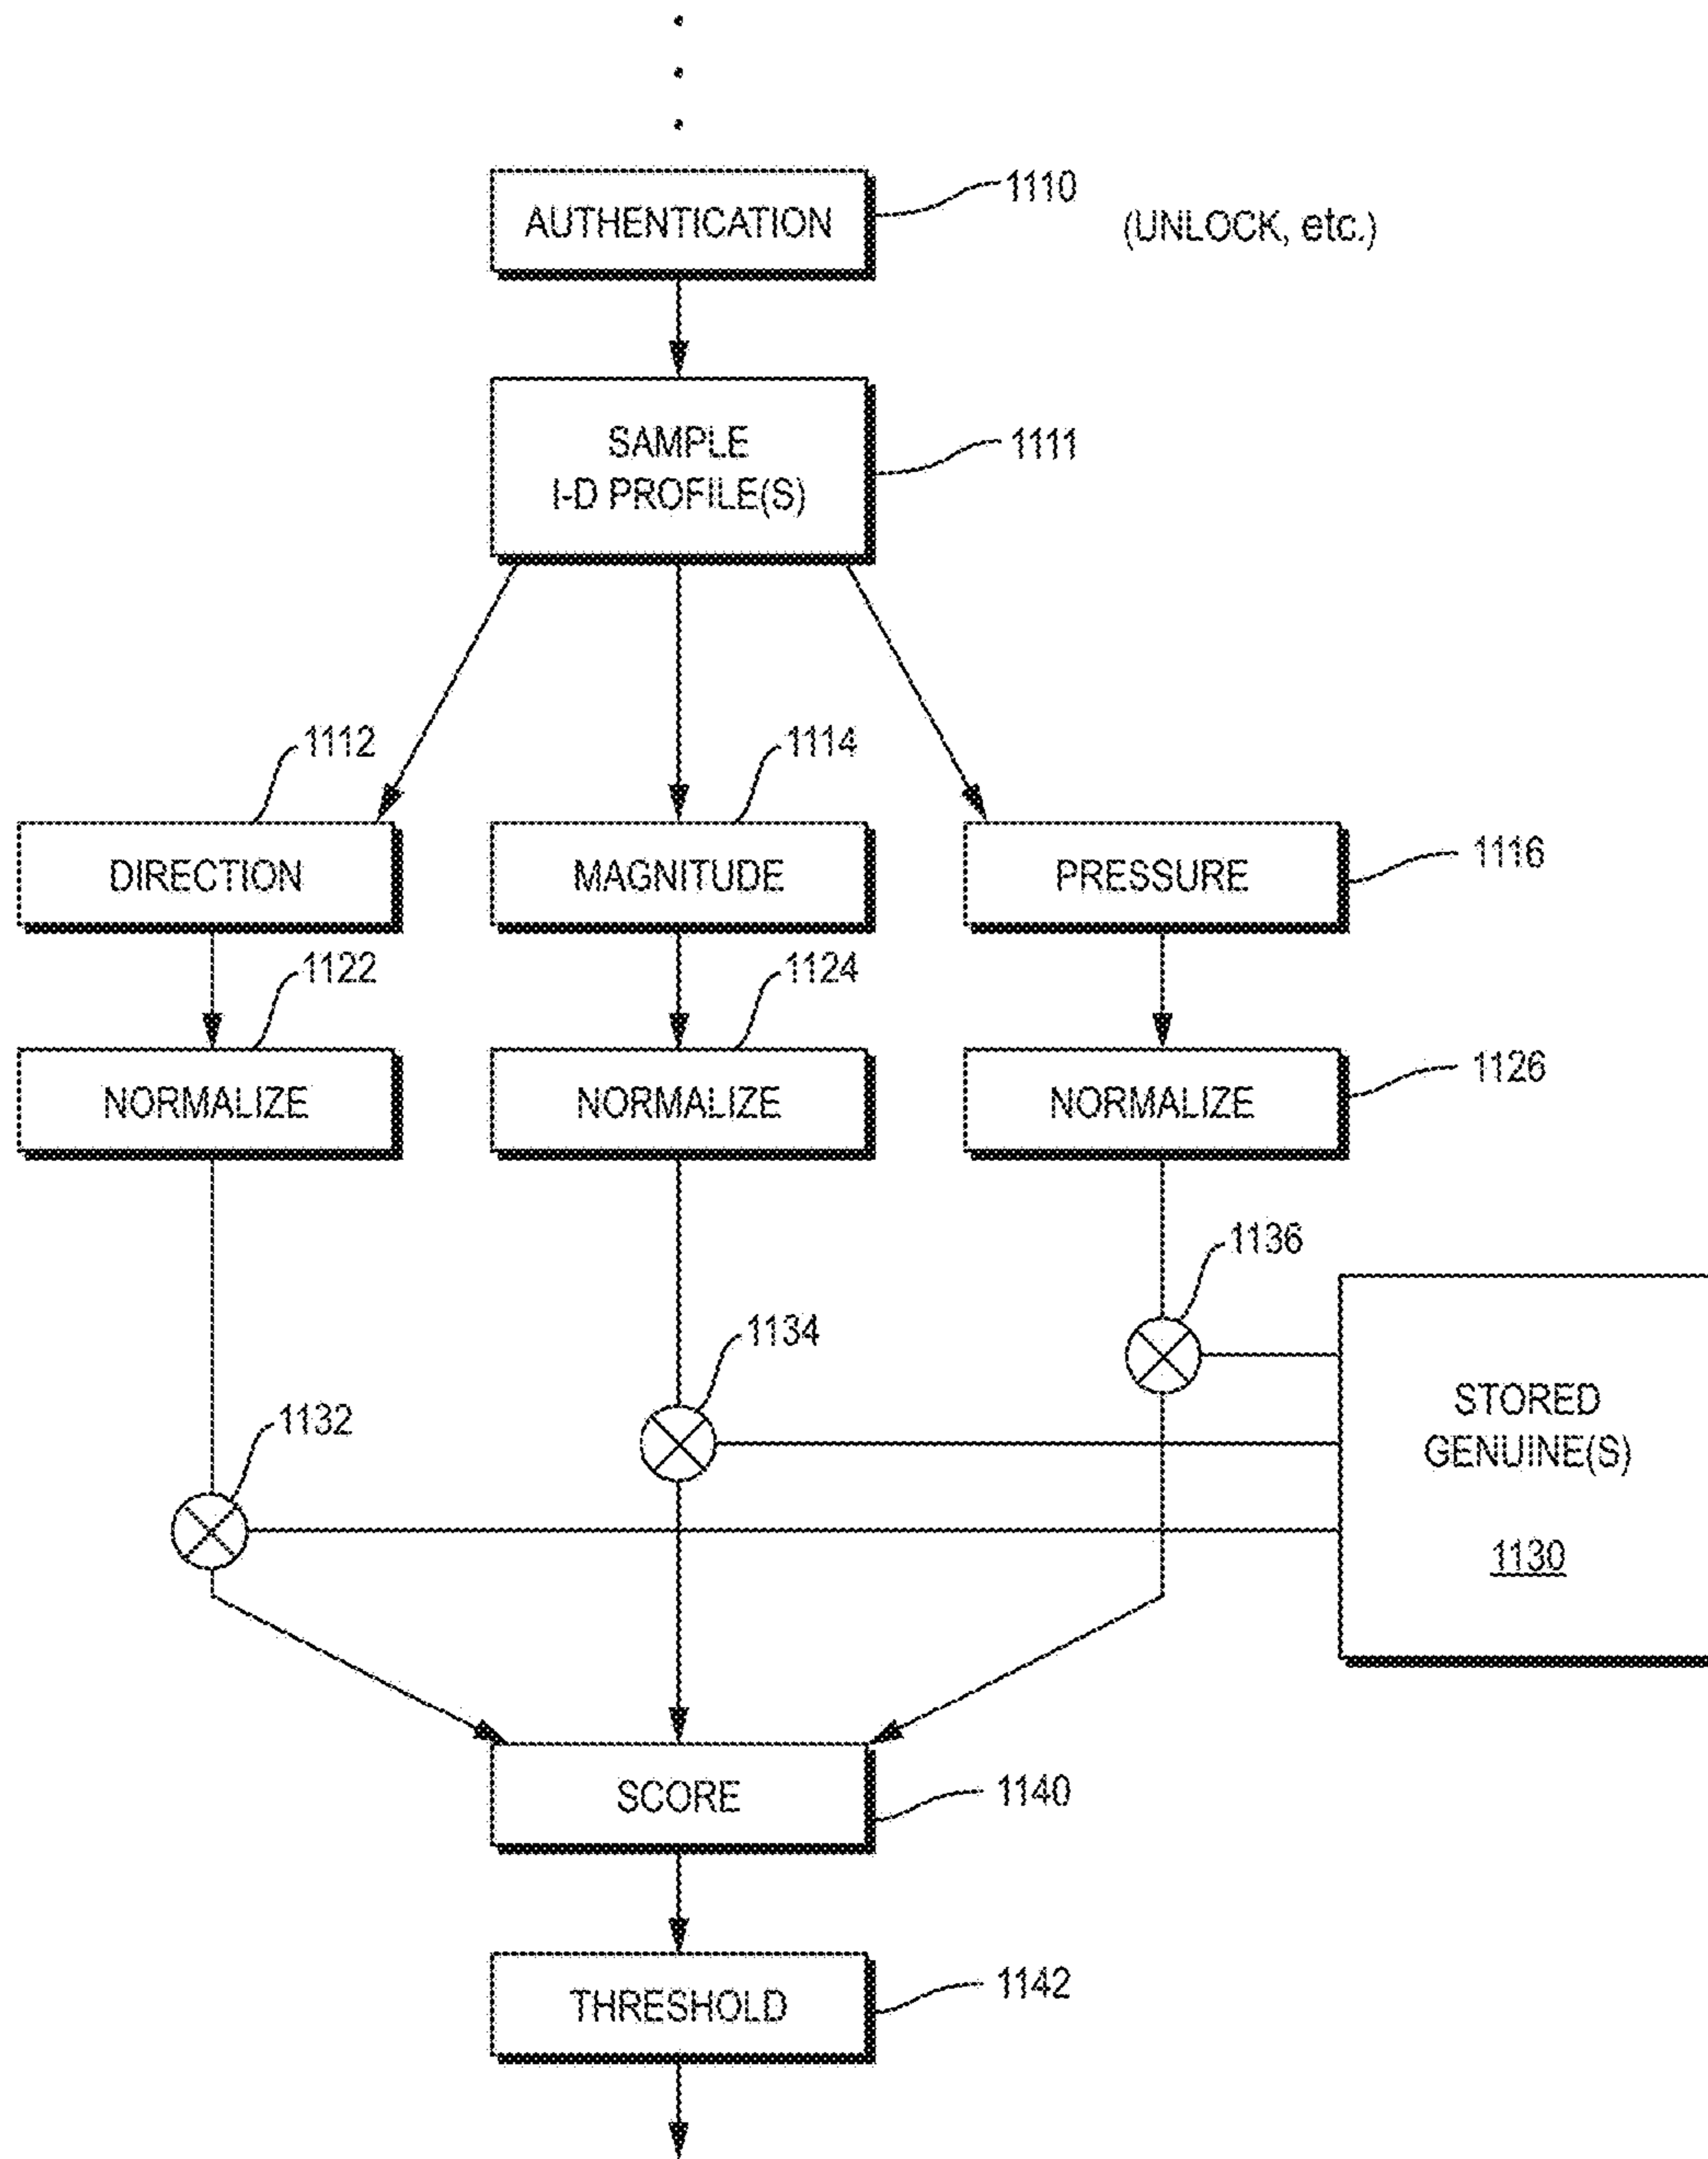 AUTHENTICATION
1110
(UNLOCK, etc.)
SAMPLE
I-D PROFILE(S)
1111
1112
1114
DIRECTION
MAGNITUDE
PRESSURE
1116
1122
1124
NORMALIZE
NORMALIZE
NORMALIZE
1126
1136
1134
1132
STORED
GENUINE(S)
1130
SCORE
1140
THRESHOLD
1142